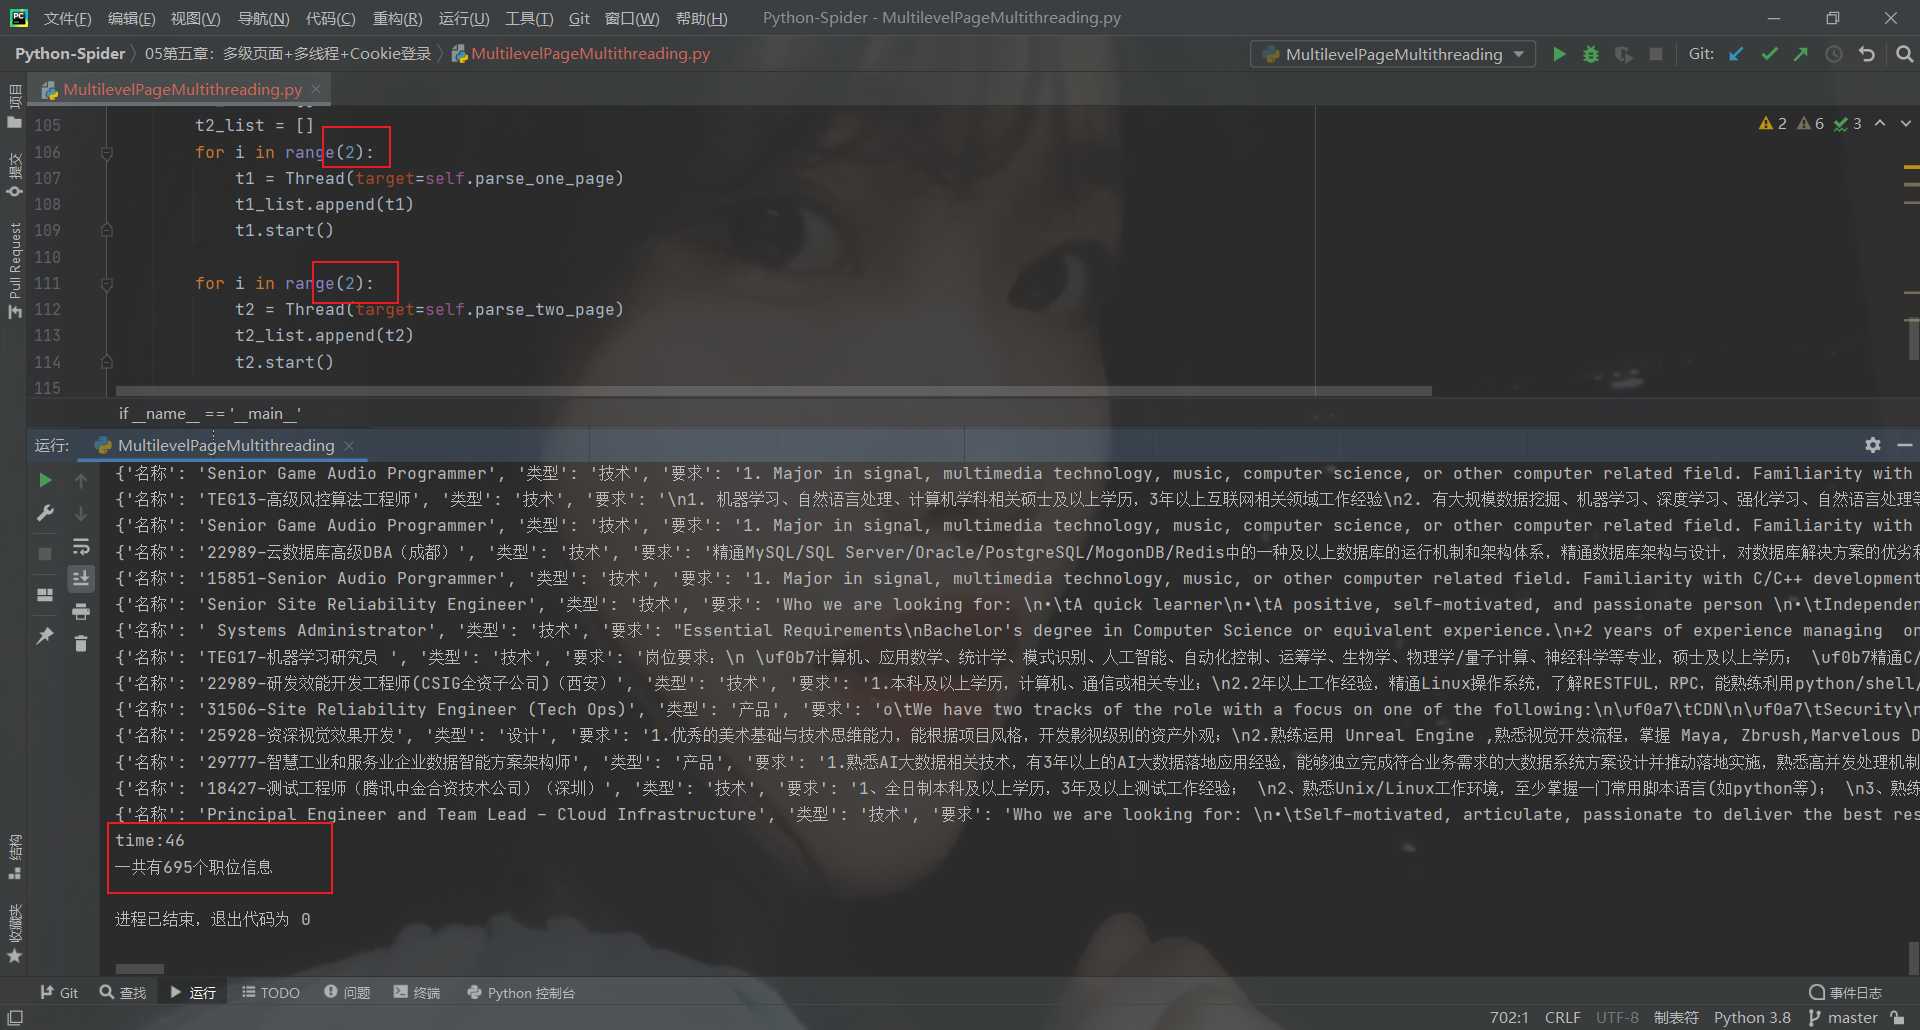 文件(F) 编辑(E) 视图(V) 导航(N) 代码(C) 重构(R) 运行(U) 工具(T) Git 窗口(W) 帮助(H) Python-Spider - MultilevelPageMultithreading.py
Python-Spider 05第五章：多级页面+多线程+Cookie登录 MultilevelPageMultithreading.py MultilevelPageMultithreading Git:
MultilevelPageMultithreading.py
项目
提交
Pull Request
结构
收藏夹
2 6 3
105 t2_list = []
106 for i in range(2):
107 t1 = Thread(target=self.parse_one_page)
108 t1_list.append(t1)
109 t1.start()
110
111 for i in range(2):
112 t2 = Thread(target=self.parse_two_page)
113 t2_list.append(t2)
114 t2.start()
115
if __name__ == '__main__'
运行: MultilevelPageMultithreading
{'名称': 'Senior Game Audio Programmer', '类型': '技术', '要求': '1. Major in signal, multimedia technology, music, computer science, or other computer related field. Familiarity with
{'名称': 'TEG13-高级风控算法工程师', '类型': '技术', '要求': '\n1. 机器学习、自然语言处理、计算机学科相关硕士及以上学历，3年以上互联网相关领域工作经验\n2. 有大规模数据挖掘、机器学习、深度学习、强化学习、自然语言处理等
{'名称': 'Senior Game Audio Programmer', '类型': '技术', '要求': '1. Major in signal, multimedia technology, music, computer science, or other computer related field. Familiarity with
{'名称': '22989-云数据库高级DBA（成都）', '类型': '技术', '要求': '精通MySQL/SQL Server/Oracle/PostgreSQL/MogonDB/Redis中的一种及以上数据库的运行机制和架构体系，精通数据库架构与设计，对数据库解决方案的优劣和
{'名称': '15851-Senior Audio Porgrammer', '类型': '技术', '要求': '1. Major in signal, multimedia technology, music, or other computer related field. Familiarity with C/C++ development
{'名称': 'Senior Site Reliability Engineer', '类型': '技术', '要求': 'Who we are looking for: \n•\tA quick learner\n•\tA positive, self-motivated, and passionate person \n•\tIndependen
{'名称': ' Systems Administrator', '类型': '技术', '要求': "Essential Requirements\nBachelor's degree in Computer Science or equivalent experience.\n+2 years of experience managing  on
{'名称': 'TEG17-机器学习研究员 ', '类型': '技术', '要求': '岗位要求：\n \uf0b7计算机、应用数学、统计学、模式识别、人工智能、自动化控制、运筹学、生物学、物理学/量子计算、神经科学等专业，硕士及以上学历； \uf0b7精通C/
{'名称': '22989-研发效能开发工程师(CSIG全资子公司)（西安）', '类型': '技术', '要求': '1.本科及以上学历，计算机、通信或相关专业；\n2.2年以上工作经验，精通Linux操作系统，了解RESTFUL，RPC，能熟练利用python/shell/
{'名称': '31506-Site Reliability Engineer (Tech Ops)', '类型': '产品', '要求': 'o\tWe have two tracks of the role with a focus on one of the following:\n\uf0a7\tCDN\n\uf0a7\tSecurity\n
{'名称': '25928-资深视觉效果开发', '类型': '设计', '要求': '1.优秀的美术基础与技术思维能力，能根据项目风格，开发影视级别的资产外观；\n2.熟练运用 Unreal Engine ,熟悉视觉开发流程，掌握 Maya, Zbrush,Marvelous D
{'名称': '29777-智慧工业和服务业企业数据智能方案架构师', '类型': '产品', '要求': '1.熟悉AI大数据相关技术，有3年以上的AI大数据落地应用经验，能够独立完成符合业务需求的大数据系统方案设计并推动落地实施，熟悉高并发处理机制
{'名称': '18427-测试工程师（腾讯中金合资技术公司）（深圳）', '类型': '技术', '要求': '1、全日制本科及以上学历，3年及以上测试工作经验； \n2、熟悉Unix/Linux工作环境，至少掌握一门常用脚本语言(如python等)； \n3、熟练
{'名称': 'Principal Engineer and Team Lead – Cloud Infrastructure', '类型': '技术', '要求': 'Who we are looking for: \n•\tSelf-motivated, articulate, passionate to deliver the best res
time:46
一共有695个职位信息
进程已结束，退出代码为 0
Git 查找 运行 TODO 问题 终端 Python 控制台 事件日志
702:1 CRLF UTF-8 制表符 Python 3.8 master